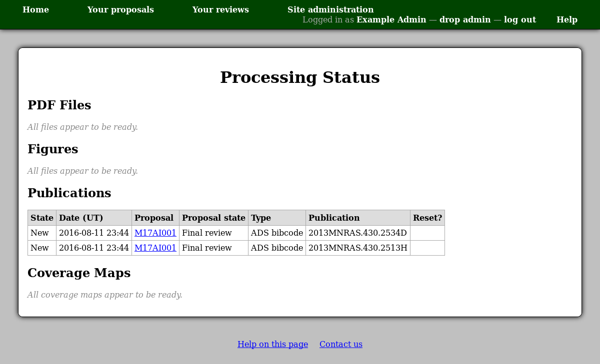 Home Your proposals Your reviews Site administration
Logged in as Example Admin — drop admin — log out Help
Processing Status
PDF Files
All files appear to be ready.
Figures
All files appear to be ready.
Publications
State Date (UT) Proposal Proposal state Type Publication Reset?
New 2016-08-11 23:44 M17AI001 Final review ADS bibcode 2013MNRAS.430.2534D
New 2016-08-11 23:44 M17AI001 Final review ADS bibcode 2013MNRAS.430.2513H
Coverage Maps
All coverage maps appear to be ready.
Help on this page Contact us